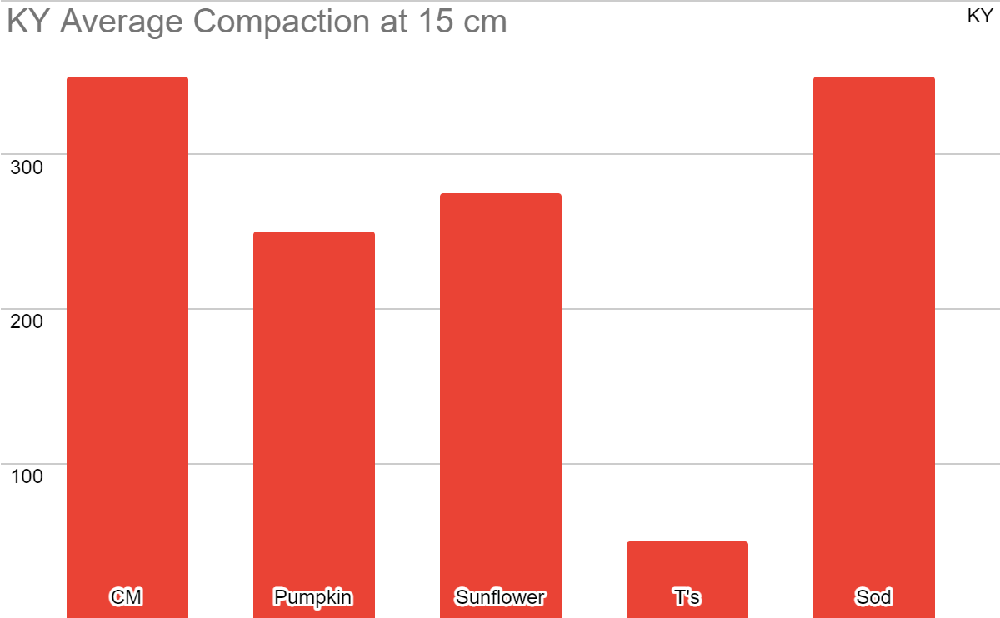 KY Average Compaction at 15 cm
KY
300
200
100
CM
Pumpkin
Sunflower
T's
Sod